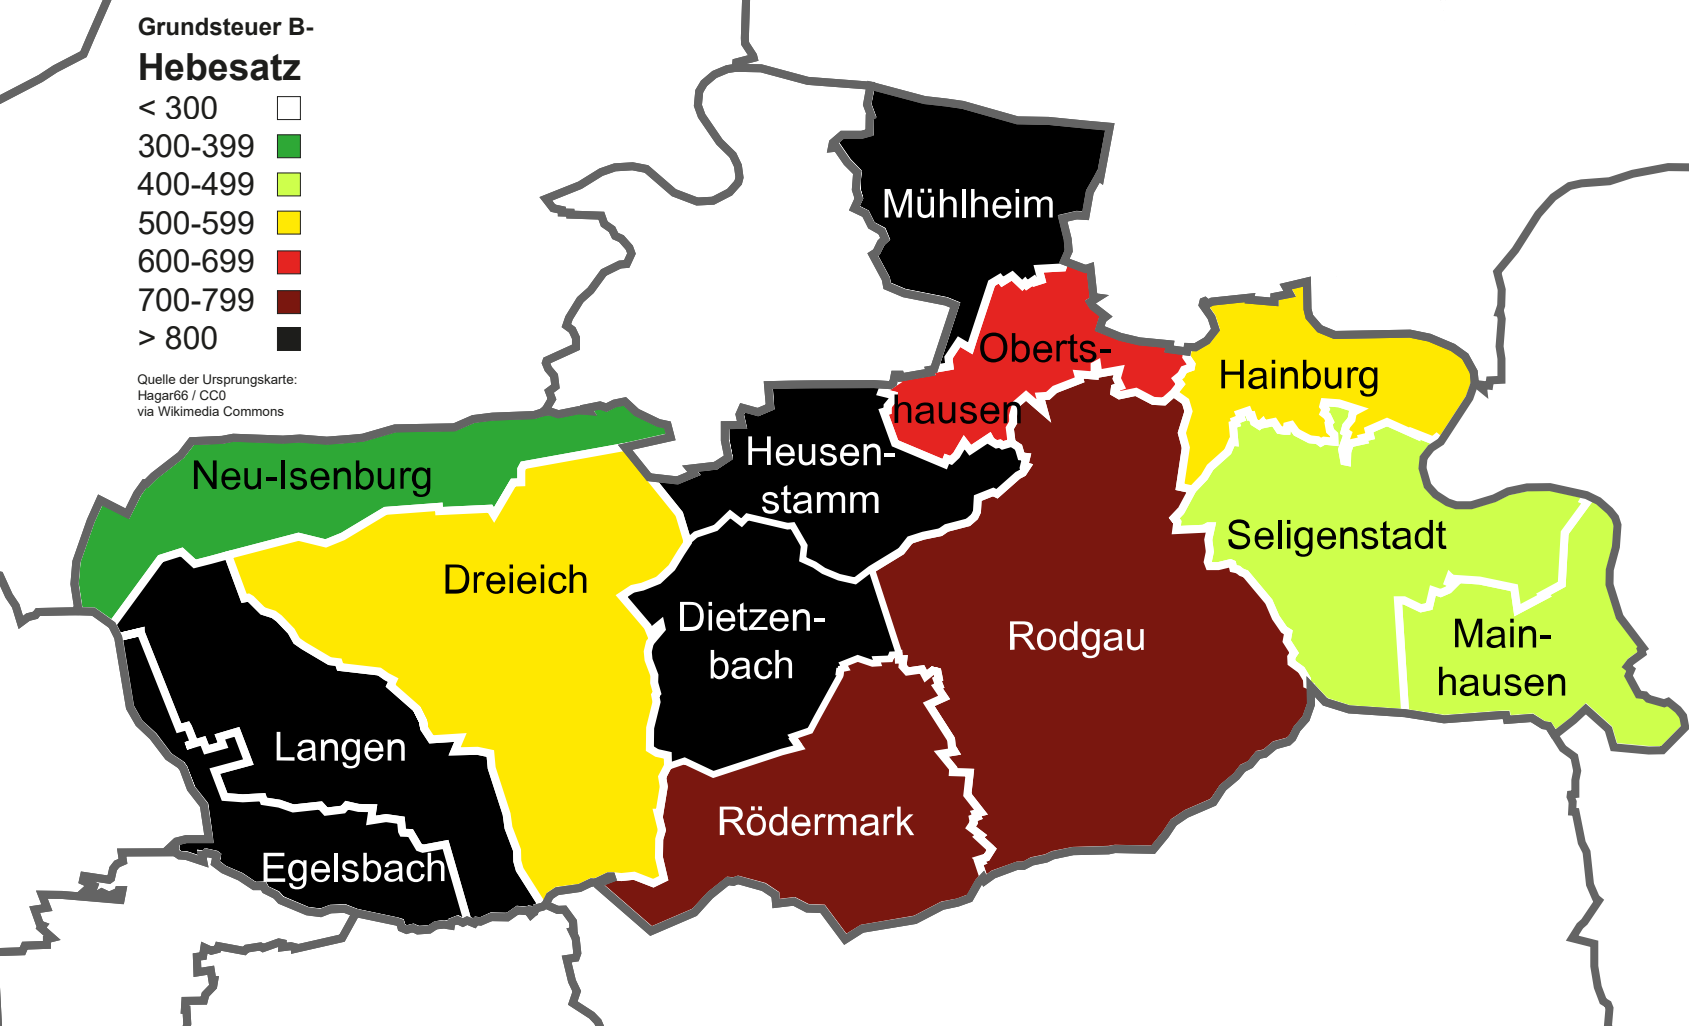 Grundsteuer B-
Hebesatz
< 300
300-399
400-499
500-599
600-699
700-799
> 800
Quelle der Ursprungskarte:
Hagar66 / CC0
via Wikimedia Commons
Mühlheim
Oberts-
hausen
Hainburg
Neu-Isenburg
Heusen-
stamm
Seligenstadt
Dreieich
Dietzen-
bach
Rodgau
Main-
hausen
Langen
Rödermark
Egelsbach